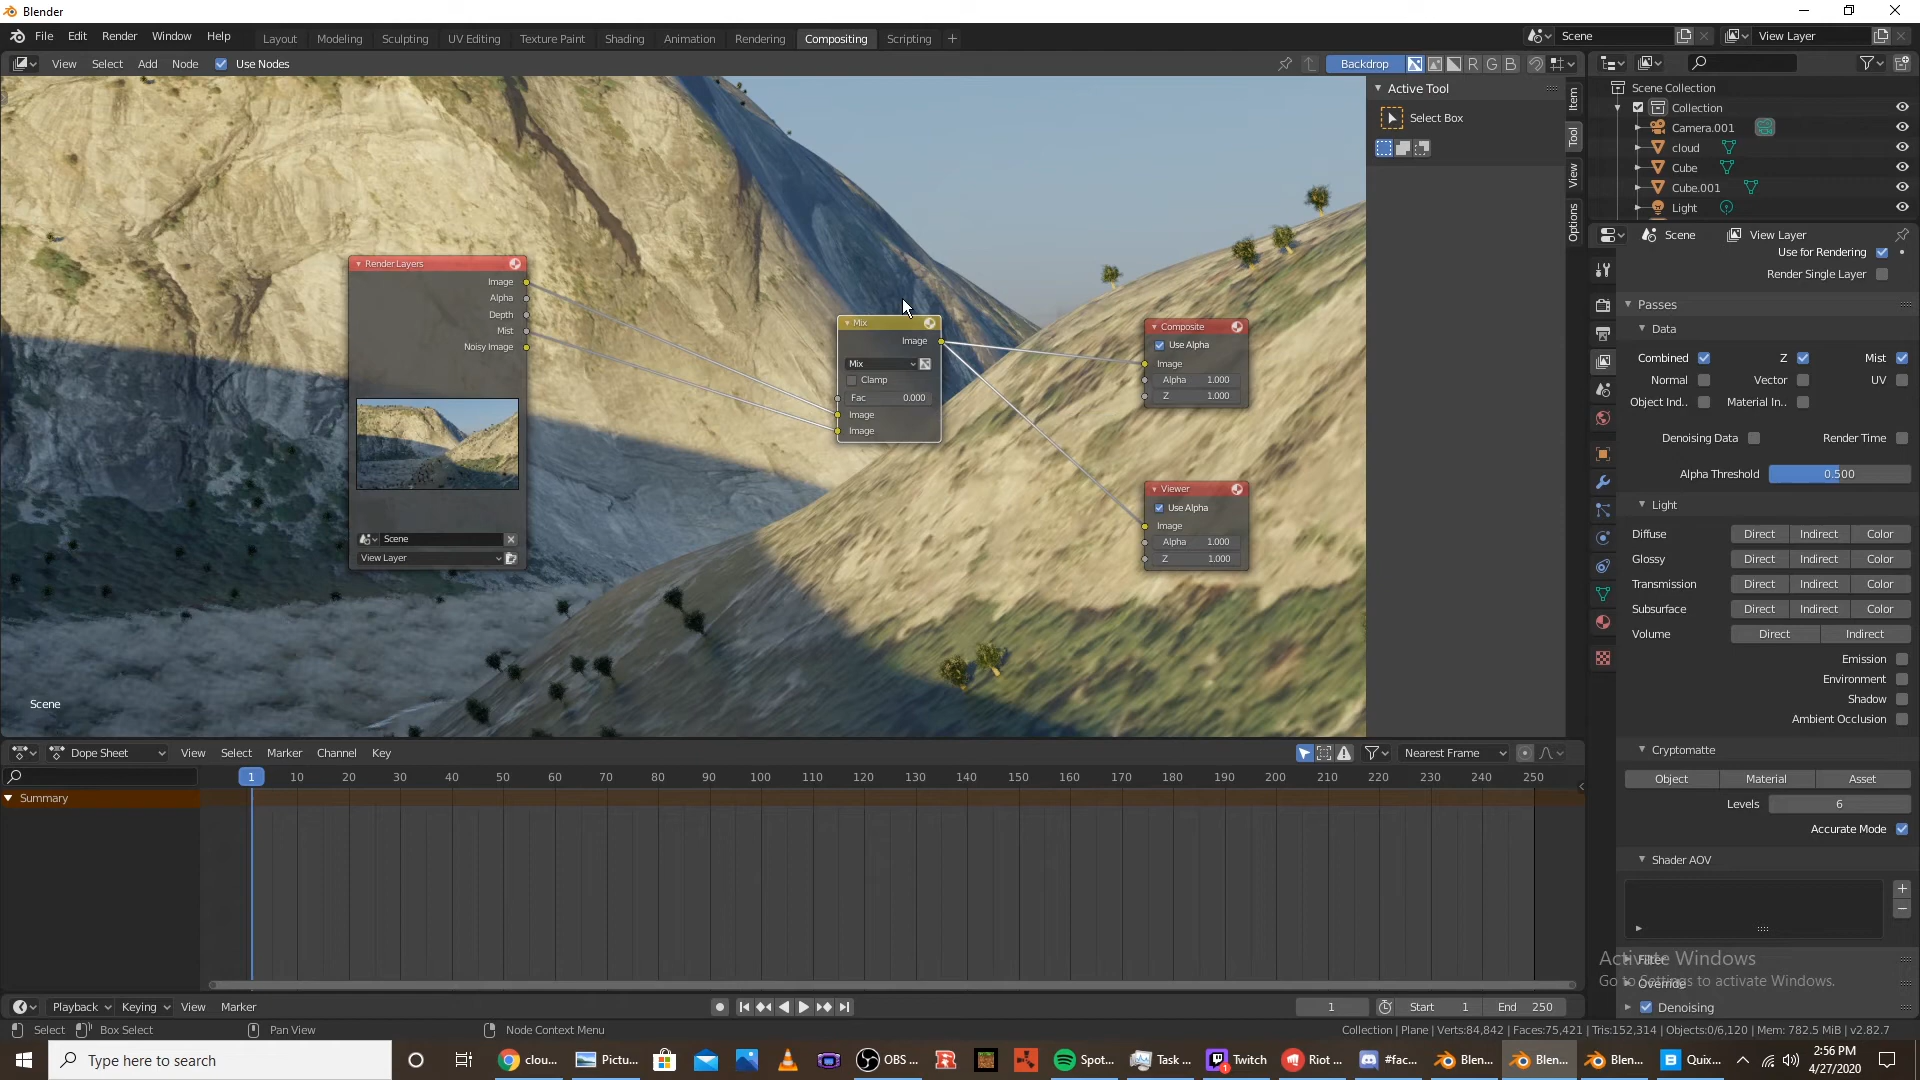 Blender
File Edit Render Window Help Layout Modeling Sculpting UV Editing Texture Paint Shading Animation Rendering Compositing Scripting + Scene View Layer
View Select Add Node Use Nodes Backdrop R G B
Active Tool
Select Box
Item
Tool
View
Options
Scene Collection
Collection
Camera.001
cloud
Cube
Cube.001
Light
Scene View Layer
Use for Rendering
Render Single Layer
Passes
Data
Combined Z Mist
Normal Vector UV
Object Ind.. Material In..
Denoising Data Render Time
Alpha Threshold 0.500
Light
Diffuse Direct Indirect Color
Glossy Direct Indirect Color
Transmission Direct Indirect Color
Subsurface Direct Indirect Color
Volume Direct Indirect
Emission
Environment
Shadow
Ambient Occlusion
Cryptomatte
Object Material Asset
Levels 6
Accurate Mode
Shader AOV
Filter
Override
Denoising
Activate Windows
Go to Settings to activate Windows.
Render Layers
Image
Alpha
Depth
Mist
Noisy Image
Scene
View Layer
Mix
Image
Mix
Clamp
Fac 0.000
Image
Image
Composite
Use Alpha
Image
Alpha 1.000
Z 1.000
Viewer
Use Alpha
Image
Alpha 1.000
Z 1.000
Scene
Dope Sheet View Select Marker Channel Key Nearest Frame
1 10 20 30 40 50 60 70 80 90 100 110 120 130 140 150 160 170 180 190 200 210 220 230 240 250
Summary
Playback Keying View Marker 1 Start 1 End 250
Select Box Select Pan View Node Context Menu Collection | Plane | Verts:84,842 | Faces:75,421 | Tris:152,314 | Objects:0/6,120 | Mem: 782.5 MiB | v2.82.7
Type here to search clou... Pictu... OBS ... Spot... Task ... Twitch Riot ... #fac... Blen... Blen... Blen... Quix... 2:56 PM
4/27/2020